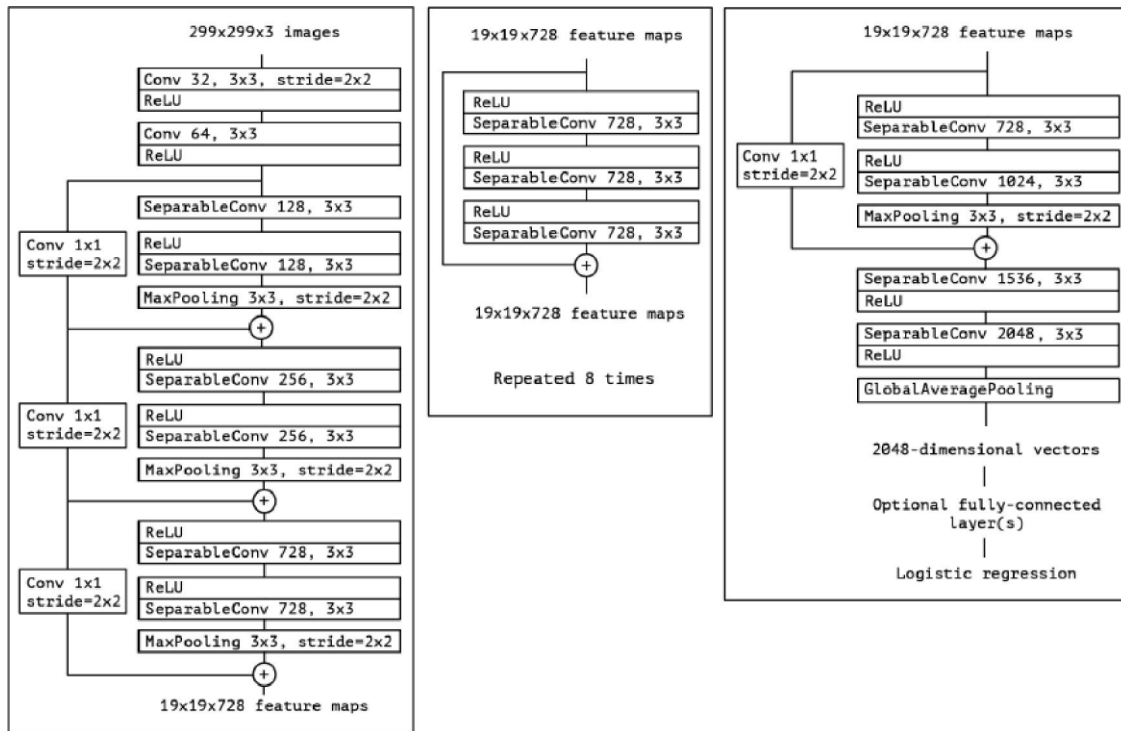 299x299x3 images
Conv 32, 3x3, stride=2x2
ReLU
Conv 64, 3x3
ReLU
SeparableConv 128, 3x3
Conv 1x1
stride=2x2
ReLU
SeparableConv 128, 3x3
MaxPooling 3x3, stride=2x2
+
ReLU
SeparableConv 256, 3x3
Conv 1x1
stride=2x2
ReLU
SeparableConv 256, 3x3
MaxPooling 3x3, stride=2x2
+
ReLU
SeparableConv 728, 3x3
Conv 1x1
stride=2x2
ReLU
SeparableConv 728, 3x3
MaxPooling 3x3, stride=2x2
+
19x19x728 feature maps
19x19x728 feature maps
ReLU
SeparableConv 728, 3x3
ReLU
SeparableConv 728, 3x3
ReLU
SeparableConv 728, 3x3
+
19x19x728 feature maps
Repeated 8 times
19x19x728 feature maps
ReLU
SeparableConv 728, 3x3
Conv 1x1
stride=2x2
ReLU
SeparableConv 1024, 3x3
MaxPooling 3x3, stride=2x2
+
SeparableConv 1536, 3x3
ReLU
SeparableConv 2048, 3x3
ReLU
GlobalAveragePooling
2048-dimensional vectors
Optional fully-connected
layer(s)
Logistic regression